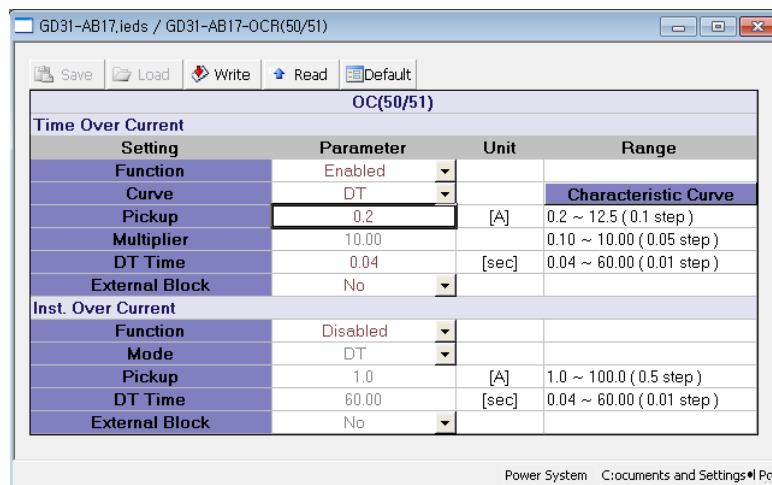 GD31-AB17,ieds / GD31-AB17-OCR(50/51)
Save Load Write Read Default
OC(50/51)
Time Over Current
Setting Parameter Unit Range
Function Enabled
Curve DT Characteristic Curve
Pickup 0.2 [A] 0.2 ~ 12.5 ( 0.1 step )
Multiplier 10.00 0.10 ~ 10.00 ( 0.05 step )
DT Time 0.04 [sec] 0.04 ~ 60.00 ( 0.01 step )
External Block No
Inst. Over Current
Function Disabled
Mode DT
Pickup 1.0 [A] 1.0 ~ 100.0 ( 0.5 step )
DT Time 60.00 [sec] 0.04 ~ 60.00 ( 0.01 step )
External Block No
Power System C:ocuments and Settings